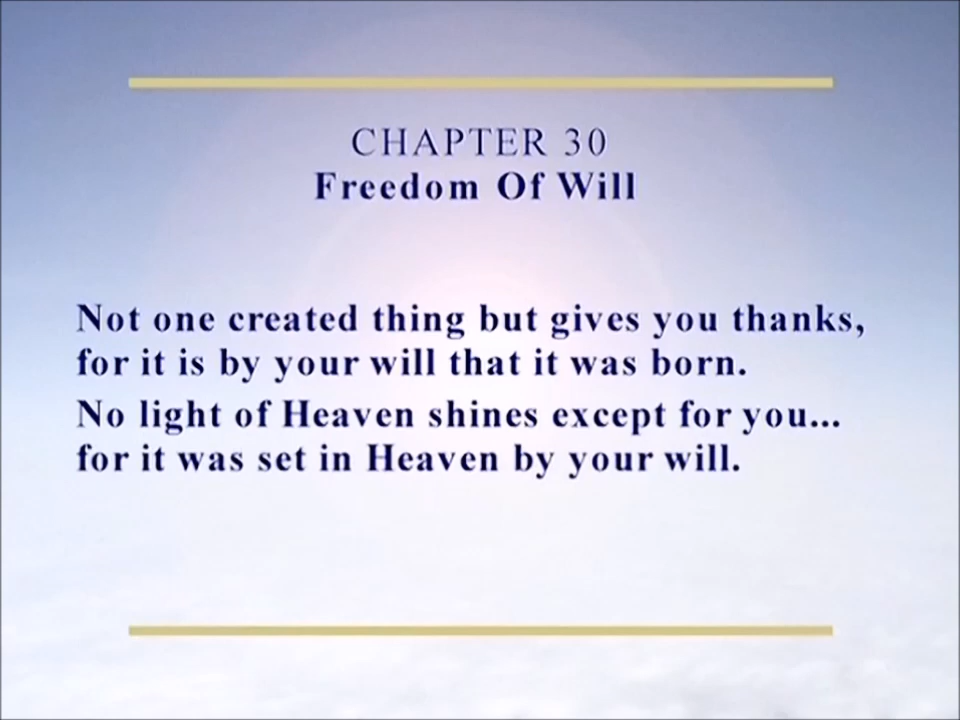 CHAPTER 30
Freedom Of Will
Not one created thing but gives you thanks,
for it is by your will that it was born.
No light of Heaven shines except for you...
for it was set in Heaven by your will.